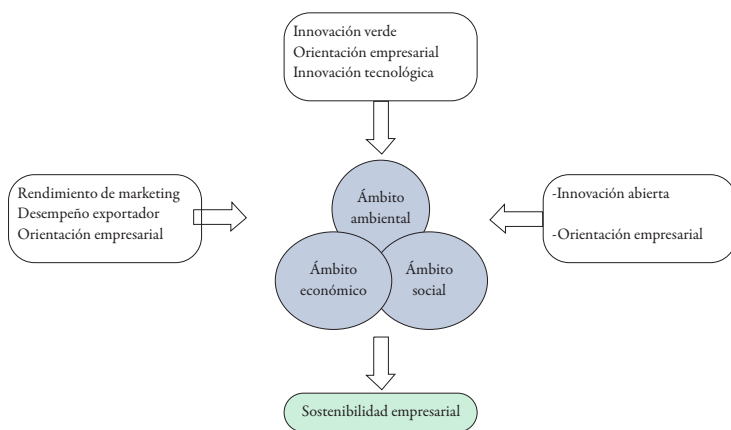 Innovación verde
Orientación empresarial
Innovación tecnológica
Rendimiento de marketing
Desempeño exportador
Orientación empresarial
Ámbito
ambiental
-Innovación abierta
-Orientación empresarial
Ámbito
económico
Ámbito
social
Sostenibilidad empresarial